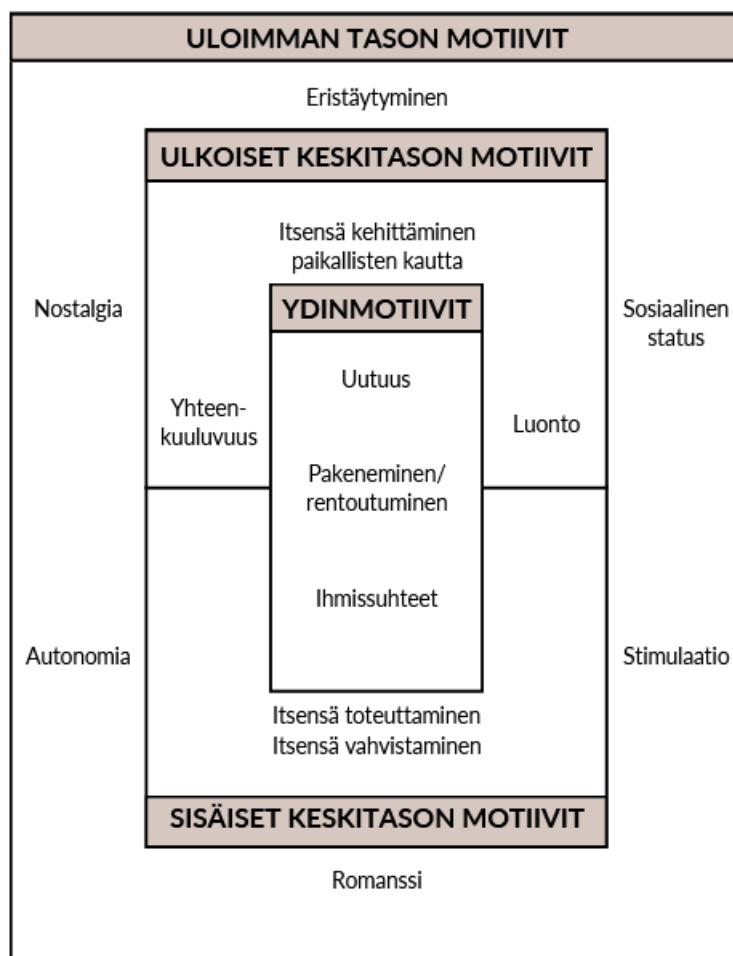 ULOIMMAN TASON MOTIIVIT
Eristäytyminen
ULKOISET KESKITASON MOTIIVIT
Itsensä kehittäminen
paikallisten kautta
Nostalgia
YDINMOTIIVIT
Sosiaalinen
status
Uutuus
Yhteen-
kuuluvuus
Luonto
Pakeneminen/
rentoutuminen
Ihmissuhteet
Autonomia
Stimulaatio
Itsensä toteuttaminen
Itsensä vahvistaminen
SISÄISET KESKITASON MOTIIVIT
Romanssi